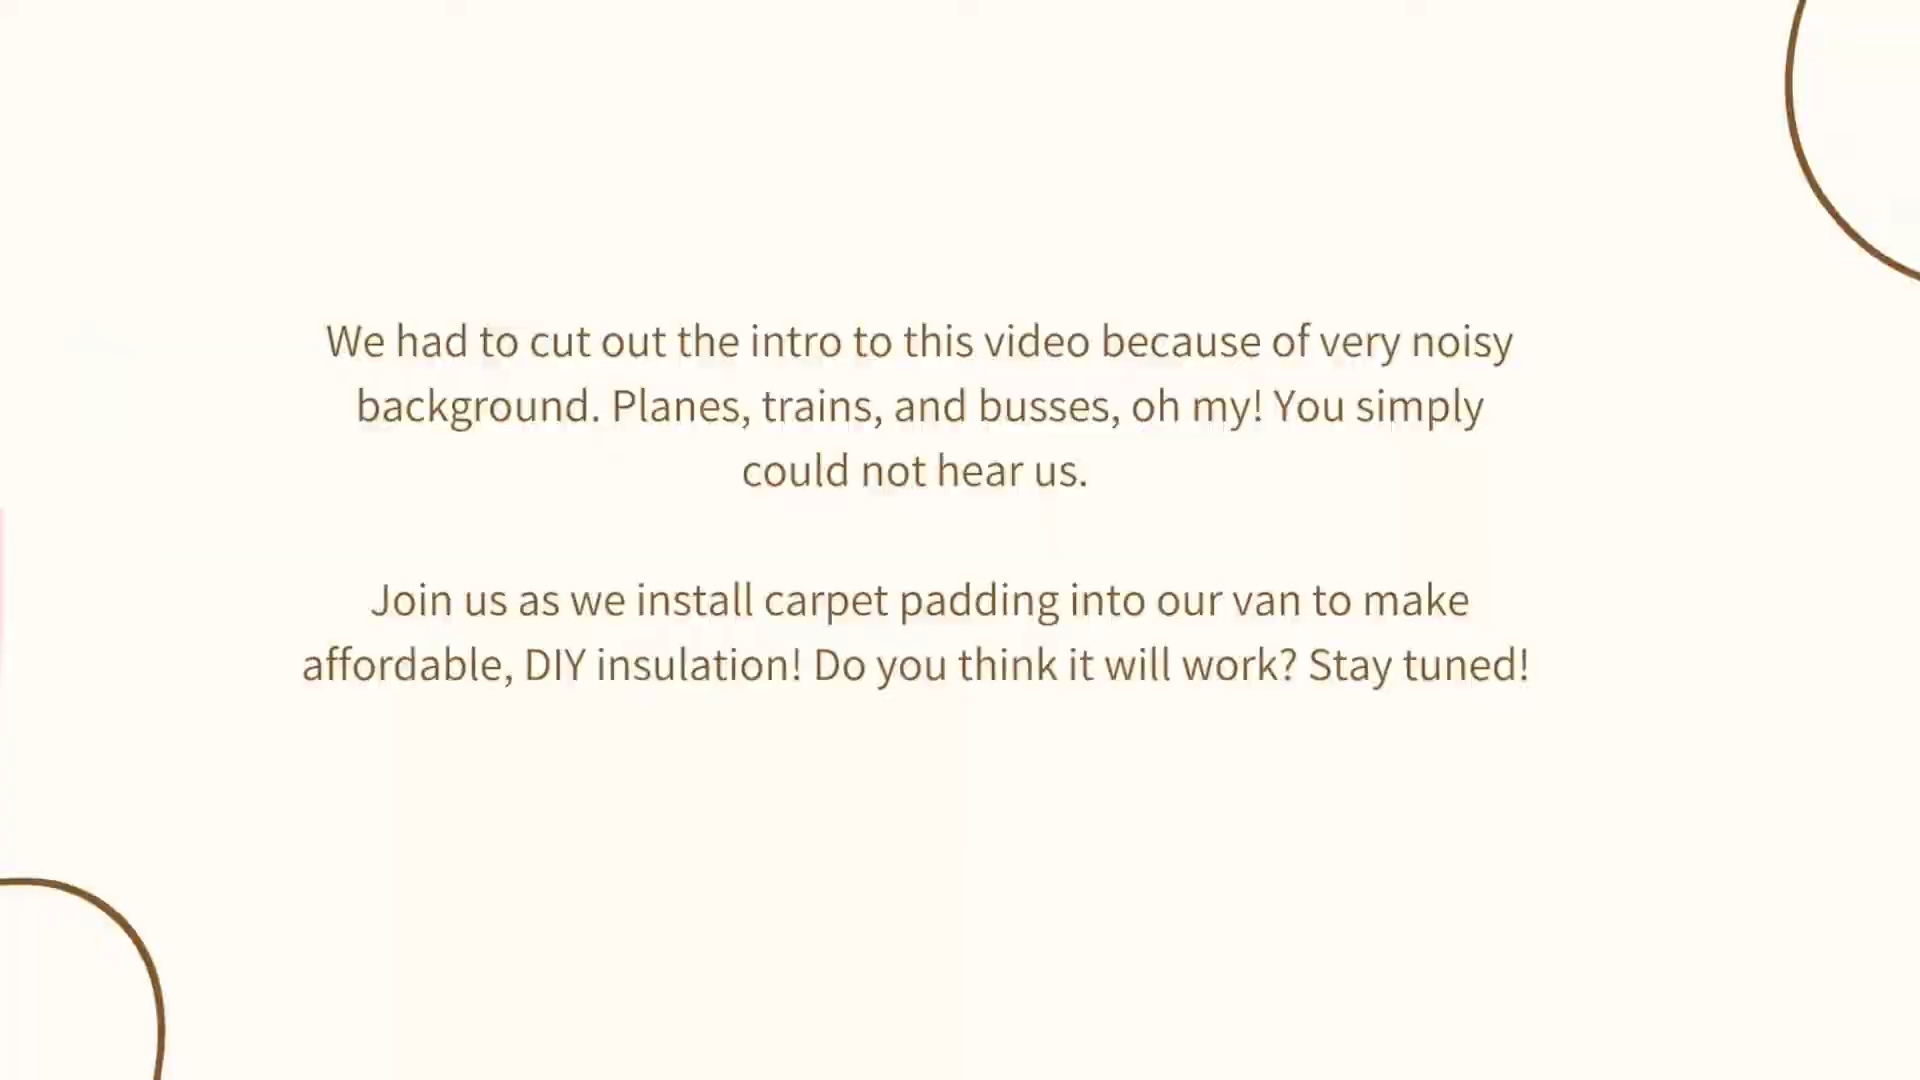 We had to cut out the intro to this video because of very noisy
background. Planes, trains, and busses, oh my! You simply
could not hear us.
Join us as we install carpet padding into our van to make
affordable, DIY insulation! Do you think it will work? Stay tuned!